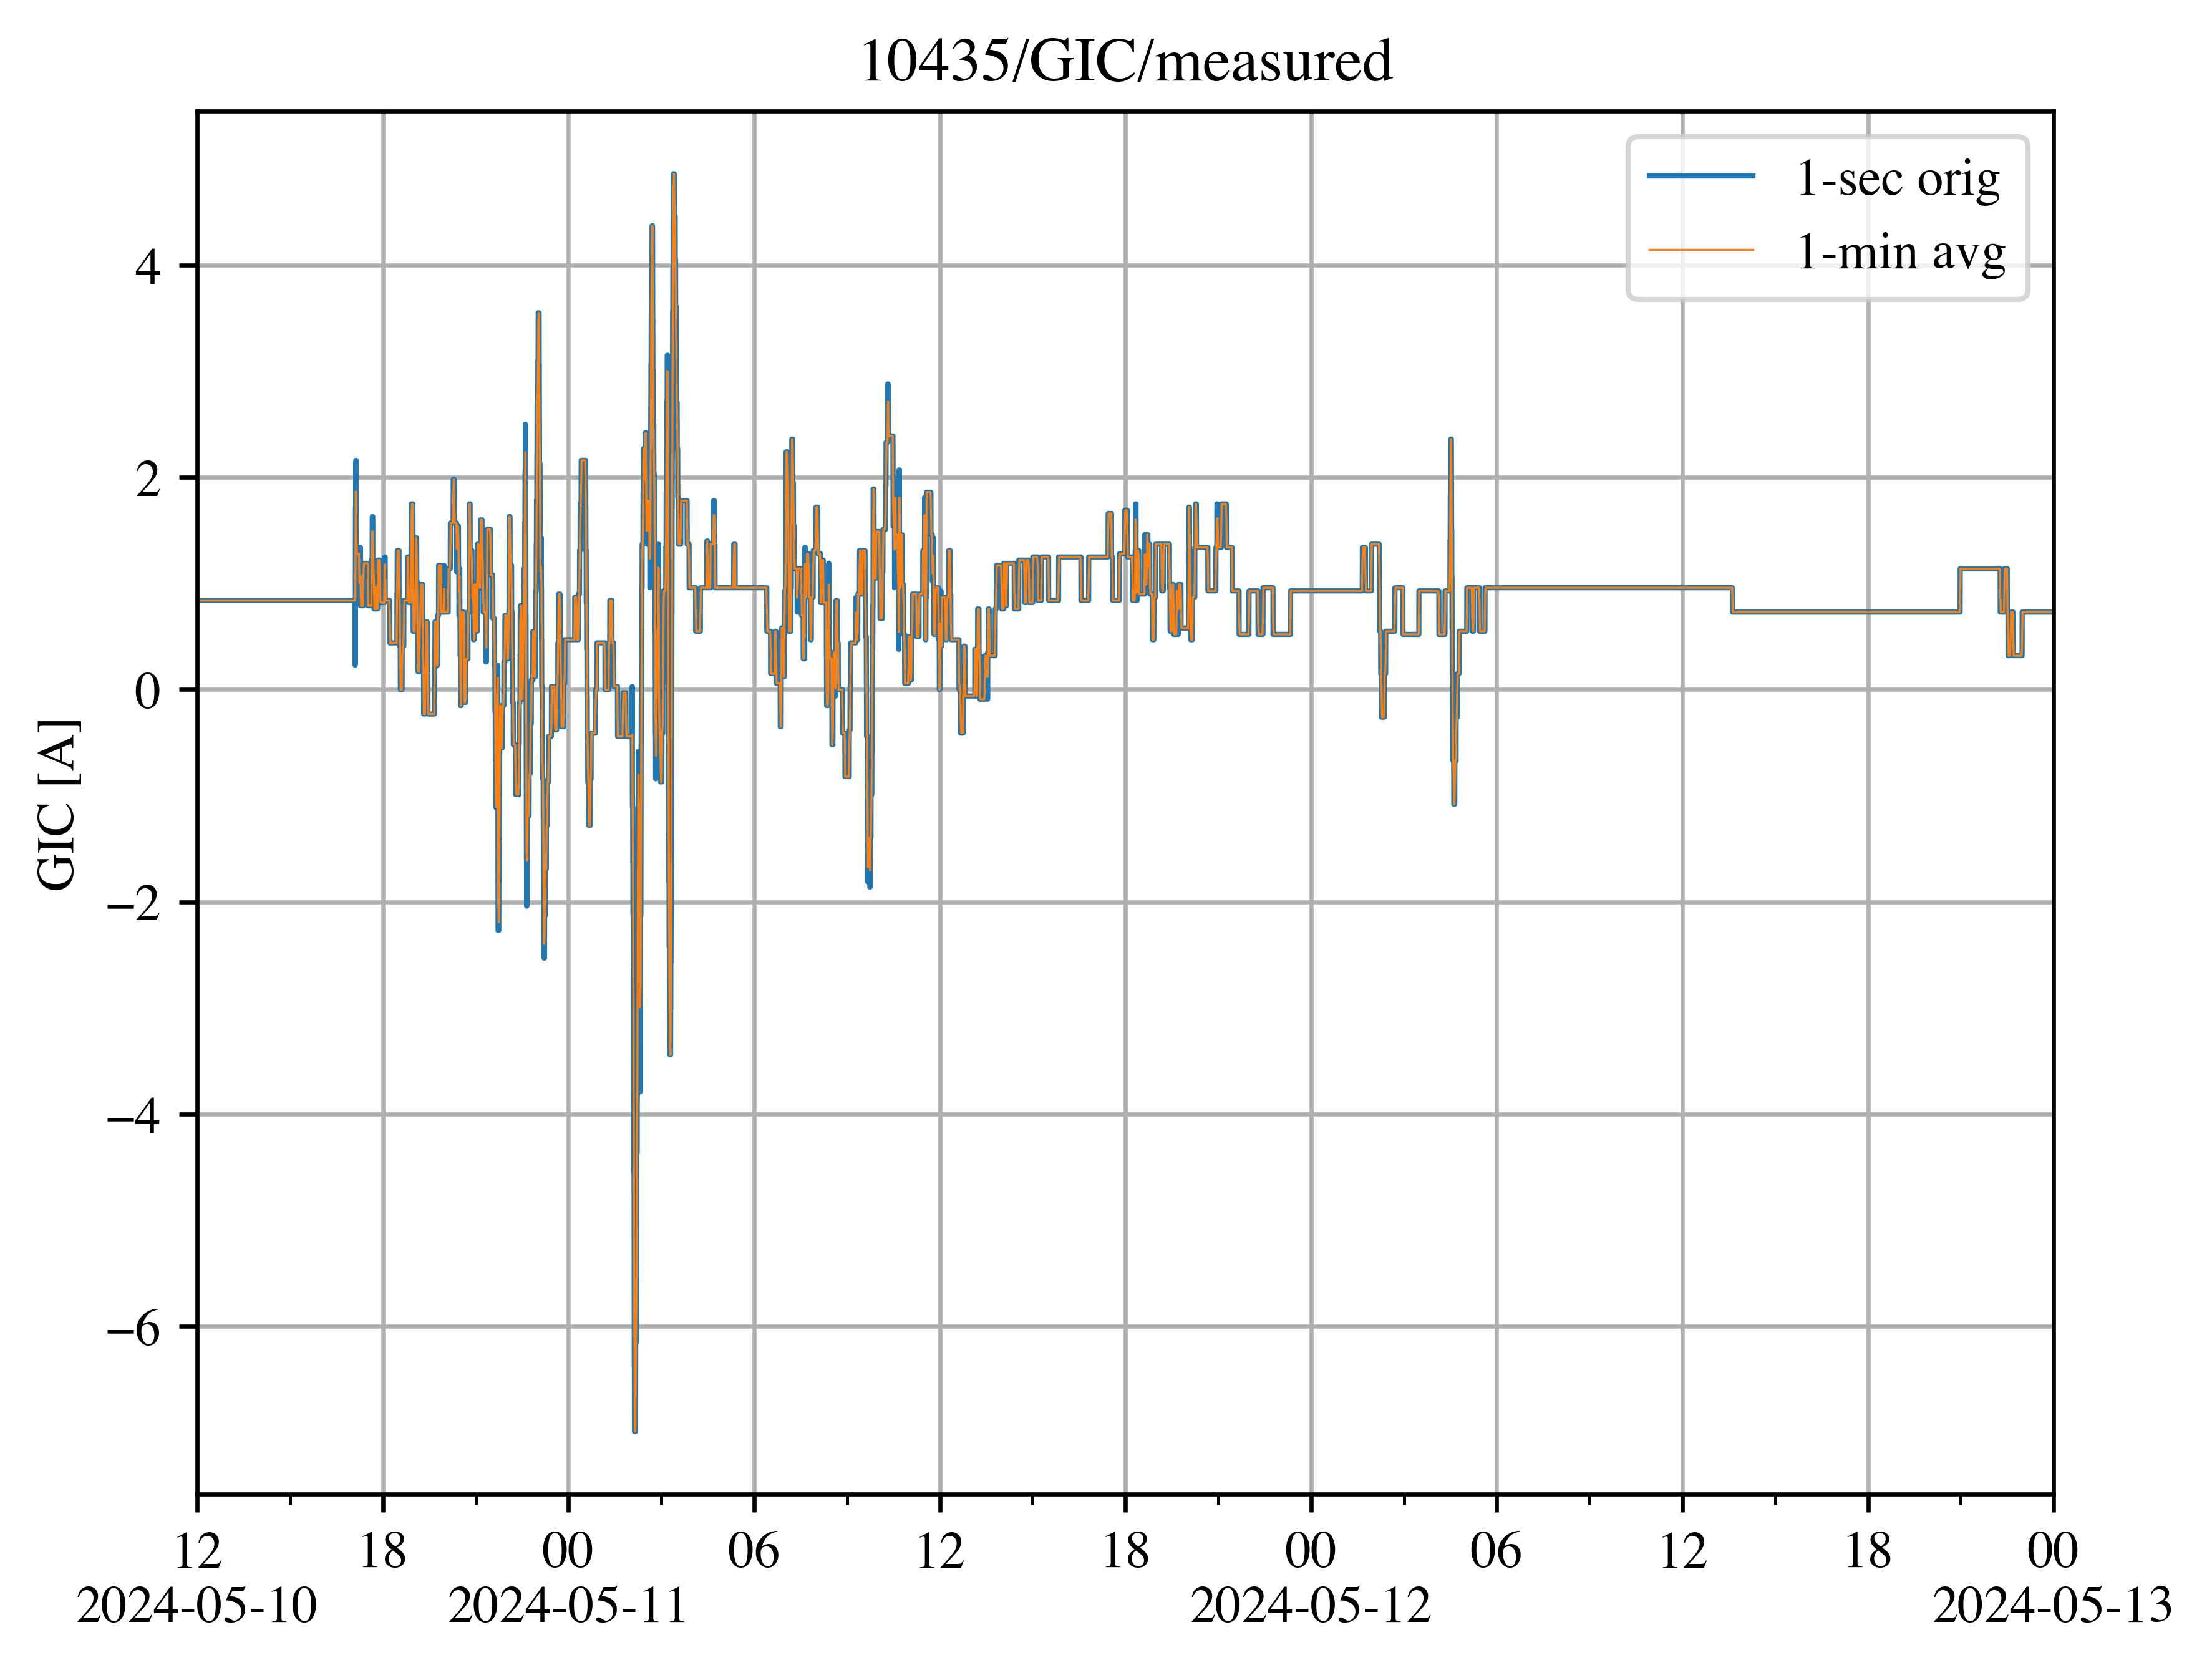 10435/GIC/measured
1-sec orig
1-min avg
GIC [A]
4
2
0
−2
−4
−6
12 18 00 06 12 18 00 06 12 18 00
2024-05-10 2024-05-11 2024-05-12 2024-05-13